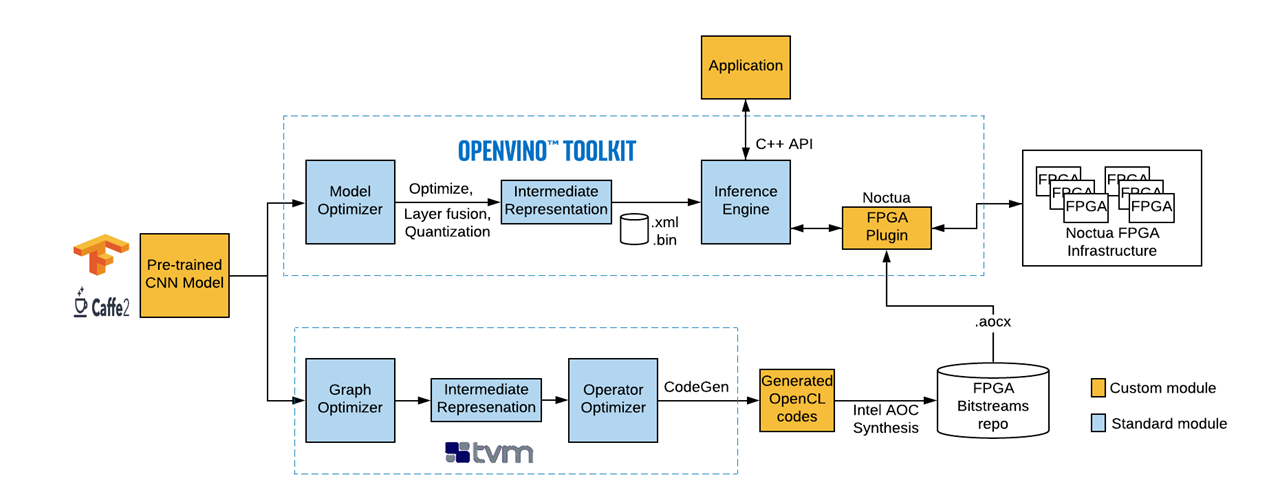 Application
C++ API
OPENVINO™ TOOLKIT
Model
Optimizer
Optimize,
Layer fusion,
Quantization
Intermediate
Representation
.xml
.bin
Inference
Engine
Noctua
FPGA
Plugin
FPGA
FPGA
FPGA
FPGA
FPGA
FPGA
Noctua FPGA
Infrastructure
Pre-trained
CNN Model
Caffe2
Graph
Optimizer
Intermediate
Represenation
Operator
Optimizer
tvm
CodeGen
Generated
OpenCL
codes
Intel AOC
Synthesis
.aocx
FPGA
Bitstreams
repo
Custom module
Standard module